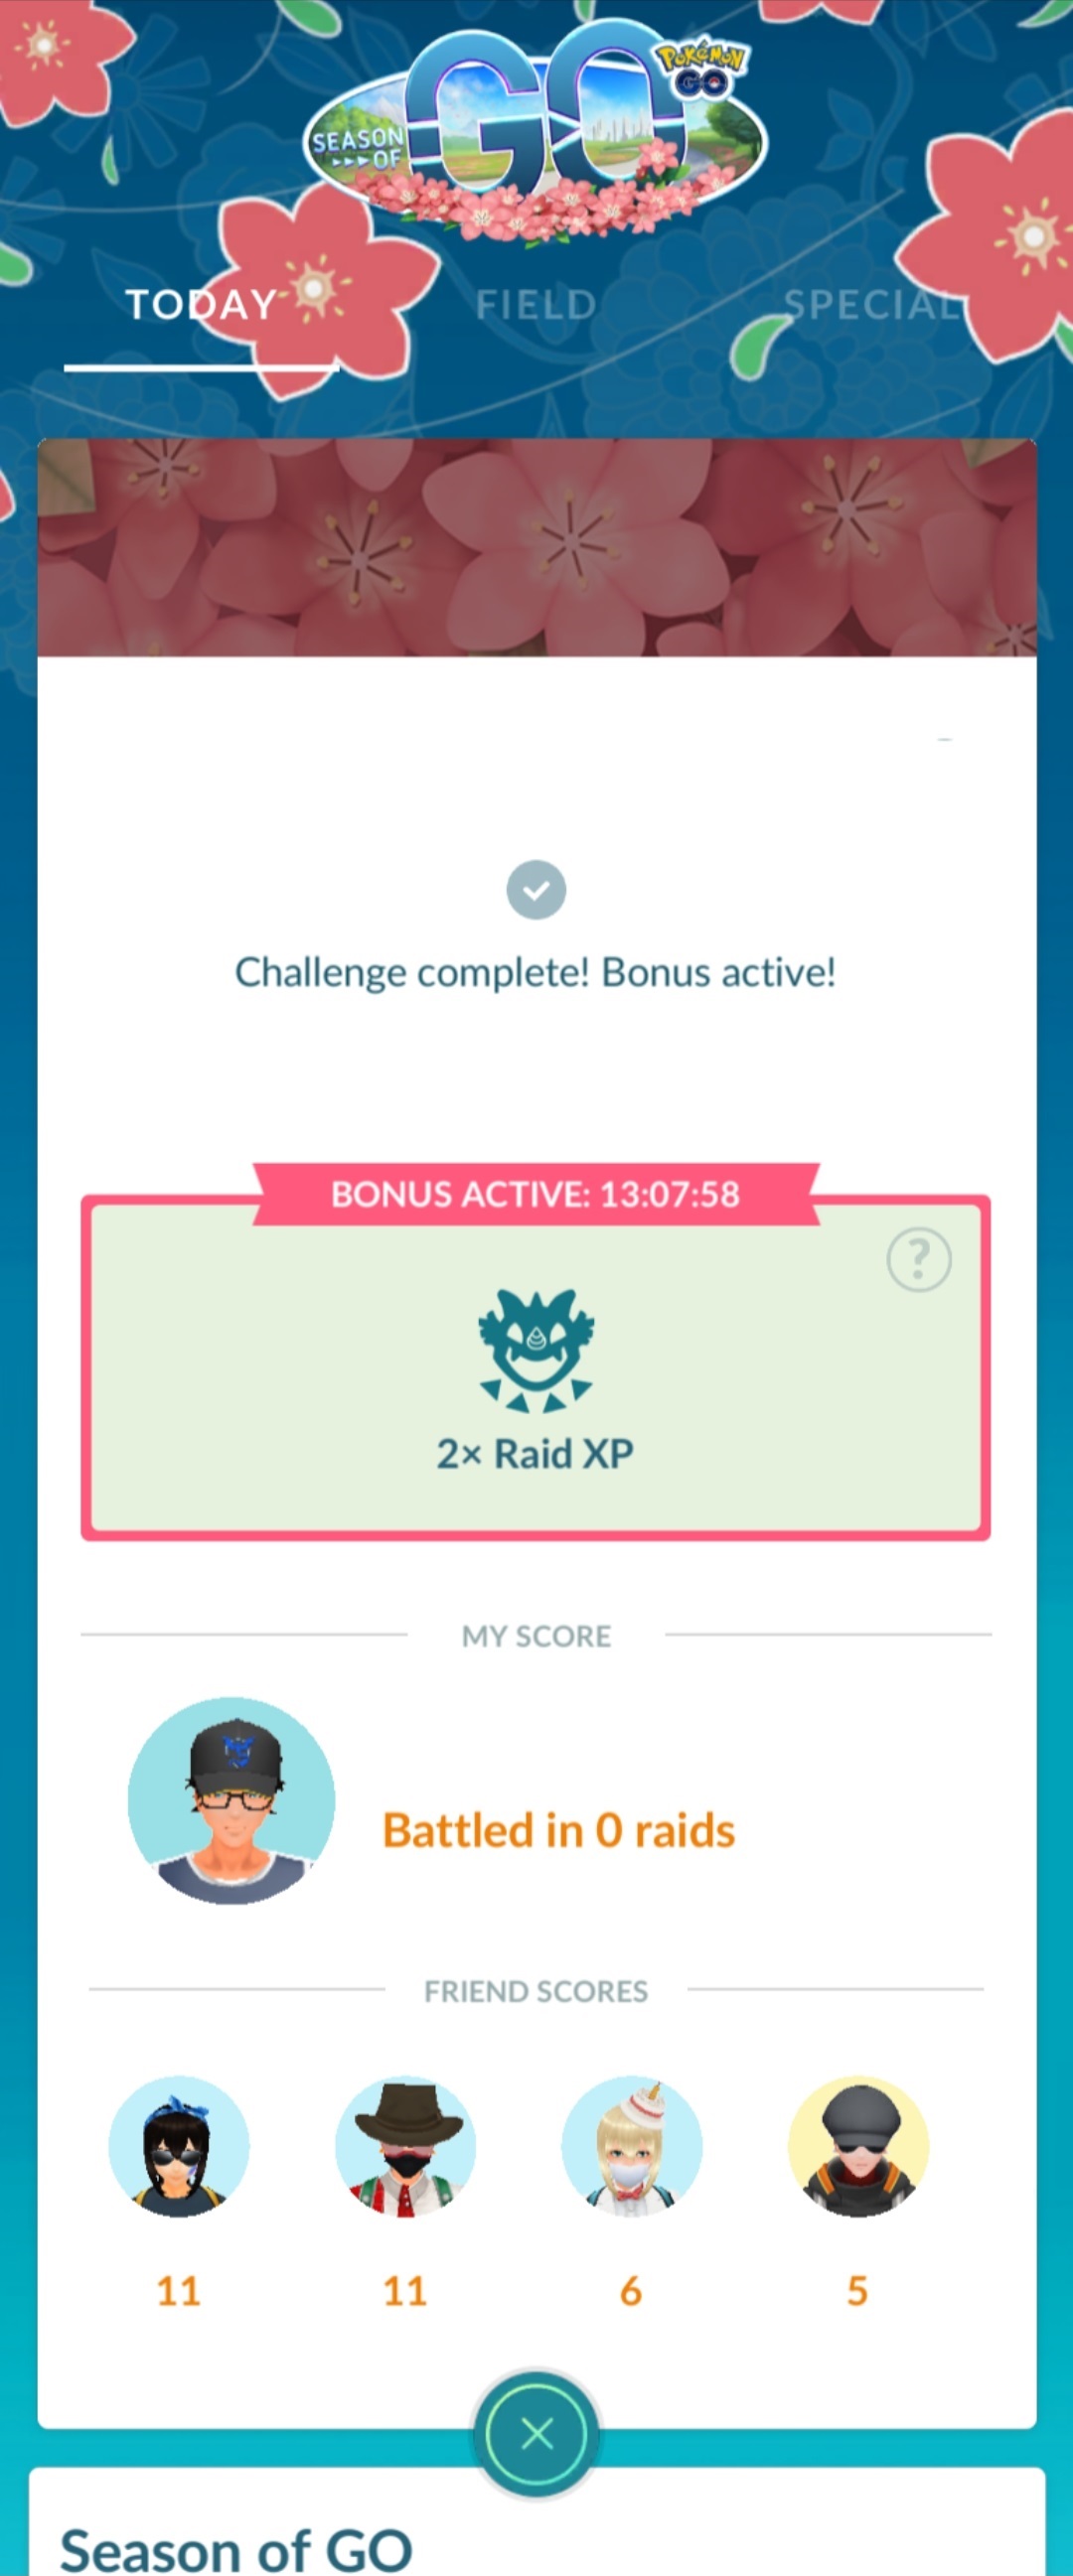 SEASON
OF
GO
POKÉMON
GO
TODAY
FIELD
SPECIAL
Challenge complete! Bonus active!
BONUS ACTIVE: 13:07:58
?
2× Raid XP
MY SCORE
Battled in 0 raids
FRIEND SCORES
11
11
6
5
Season of GO